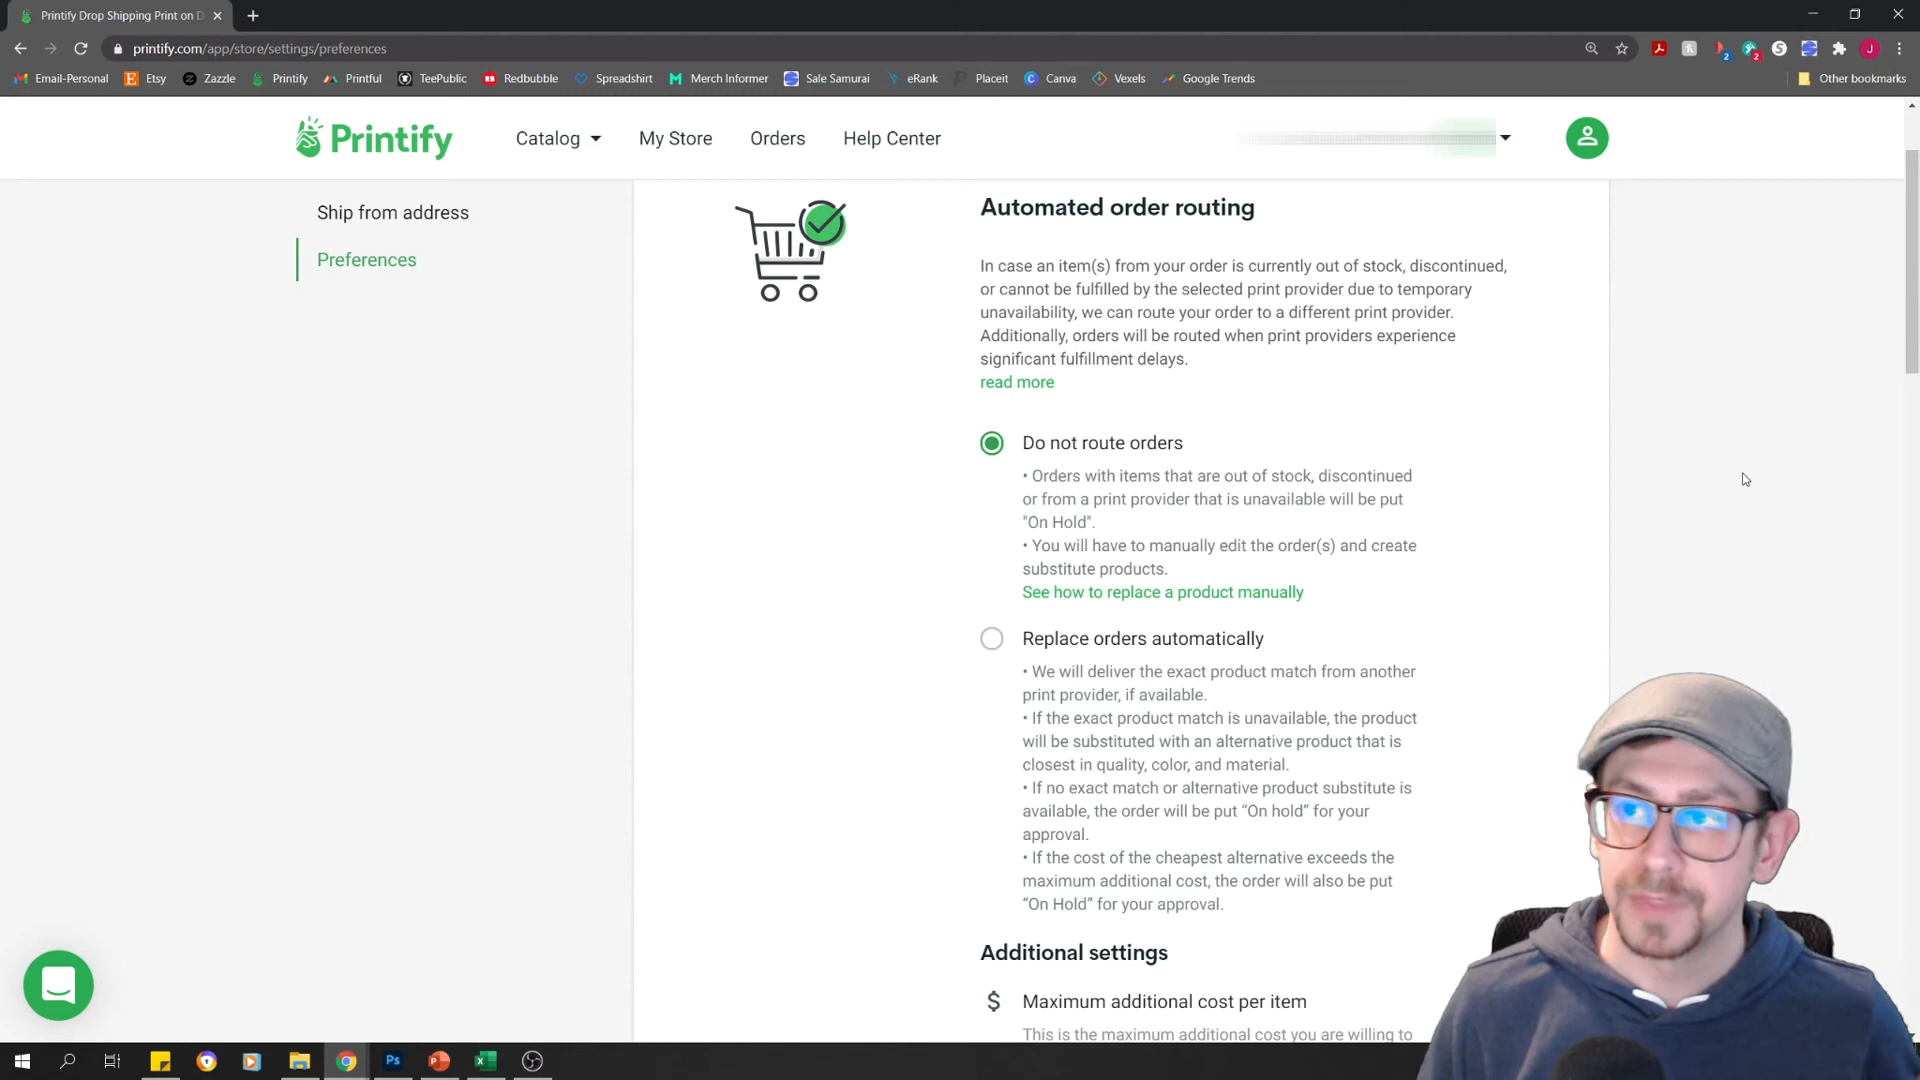 Printify Drop Shipping Print on D
printify.com/app/store/settings/preferences
2
2
J
Email-Personal
Etsy
Zazzle
Printify
Printful
TeePublic
Redbubble
Spreadshirt
Merch Informer
Sale Samurai
eRank
Placeit
Canva
Vexels
Google Trends
Other bookmarks
Printify
Catalog
My Store
Orders
Help Center
Ship from address
Preferences
Automated order routing
In case an item(s) from your order is currently out of stock, discontinued,
or cannot be fulfilled by the selected print provider due to temporary
unavailability, we can route your order to a different print provider.
Additionally, orders will be routed when print providers experience
significant fulfillment delays.
read more
Do not route orders
• Orders with items that are out of stock, discontinued
or from a print provider that is unavailable will be put
"On Hold".
• You will have to manually edit the order(s) and create
substitute products.
See how to replace a product manually
Replace orders automatically
• We will deliver the exact product match from another
print provider, if available.
• If the exact product match is unavailable, the product
will be substituted with an alternative product that is
closest in quality, color, and material.
• If no exact match or alternative product substitute is
available, the order will be put “On hold” for your
approval.
• If the cost of the cheapest alternative exceeds the
maximum additional cost, the order will also be put
“On Hold” for your approval.
Additional settings
$ Maximum additional cost per item
This is the maximum additional cost you are willing to
Ps